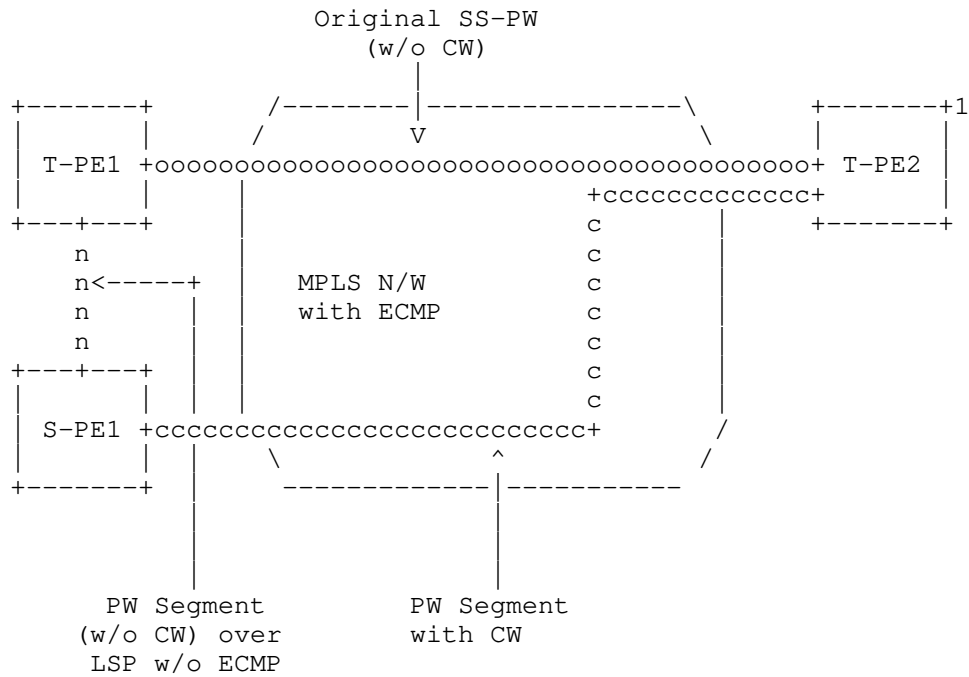 Original SS-PW
(w/o CW)
T-PE1
T-PE2
1
MPLS N/W
with ECMP
S-PE1
PW Segment
(w/o CW) over
LSP w/o ECMP
PW Segment
with CW